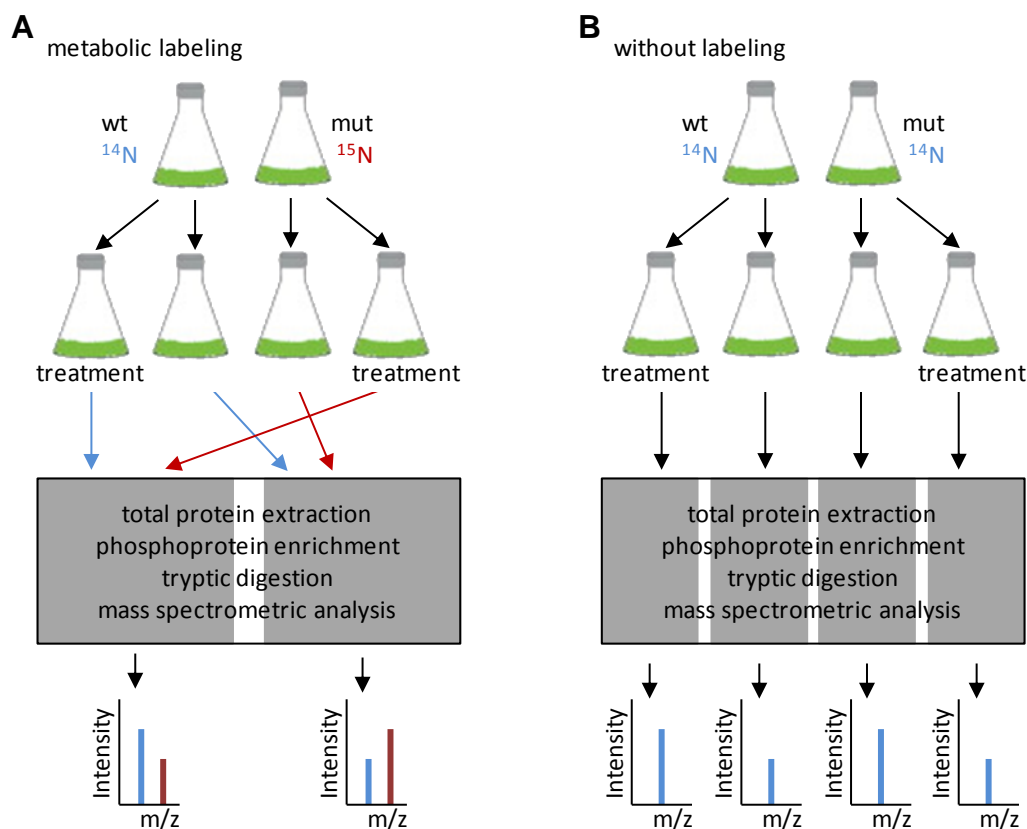 A
metabolic labeling
wt
¹⁴N
mut
¹⁵N
treatment
treatment
total protein extraction
phosphoprotein enrichment
tryptic digestion
mass spectrometric analysis
Intensity
m/z
Intensity
m/z
B
without labeling
wt
¹⁴N
mut
¹⁴N
treatment
treatment
total protein extraction
phosphoprotein enrichment
tryptic digestion
mass spectrometric analysis
Intensity
m/z
Intensity
m/z
Intensity
m/z
Intensity
m/z